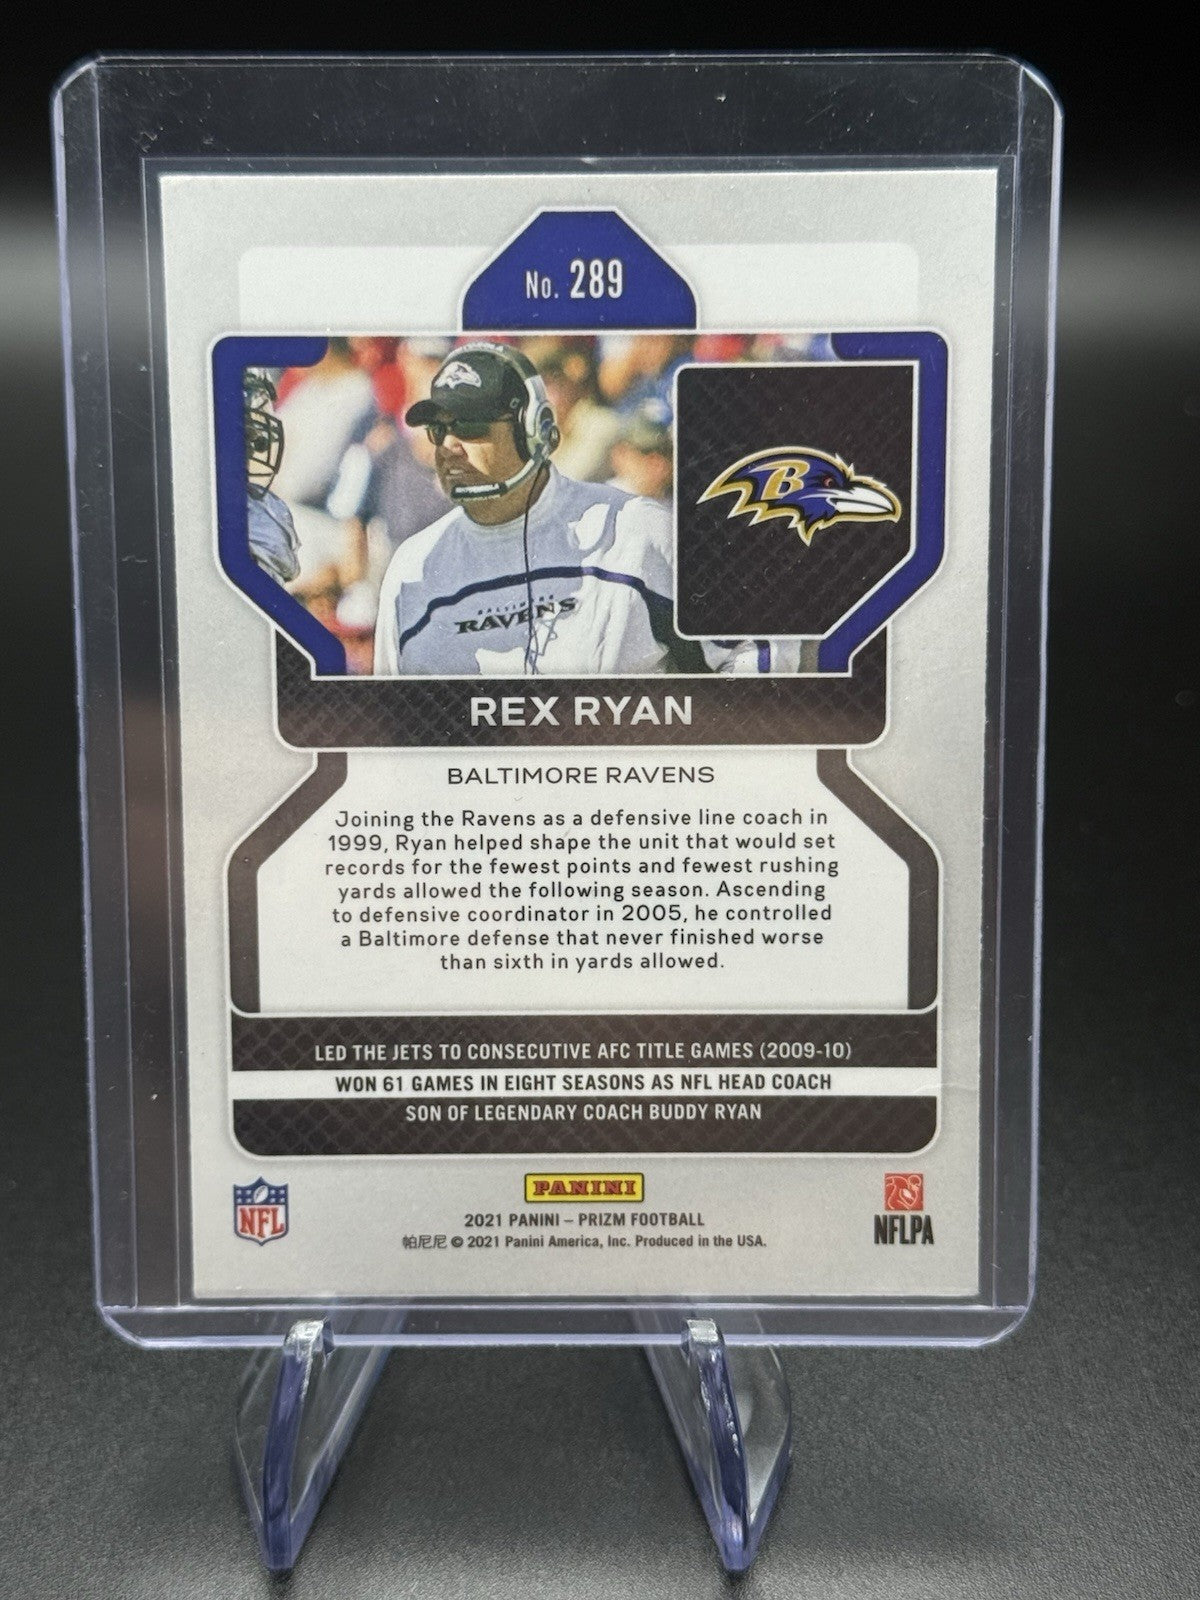 No. 289
B
BALTIMORE
RAVENS
REX RYAN
BALTIMORE RAVENS
Joining the Ravens as a defensive line coach in
1999, Ryan helped shape the unit that would set
records for the fewest points and fewest rushing
yards allowed the following season. Ascending
to defensive coordinator in 2005, he controlled
a Baltimore defense that never finished worse
than sixth in yards allowed.
LED THE JETS TO CONSECUTIVE AFC TITLE GAMES (2009-10)
WON 61 GAMES IN EIGHT SEASONS AS NFL HEAD COACH
SON OF LEGENDARY COACH BUDDY RYAN
NFL
PANINI
2021 PANINI – PRIZM FOOTBALL
帕尼尼 © 2021 Panini America, Inc. Produced in the USA.
NFLPA